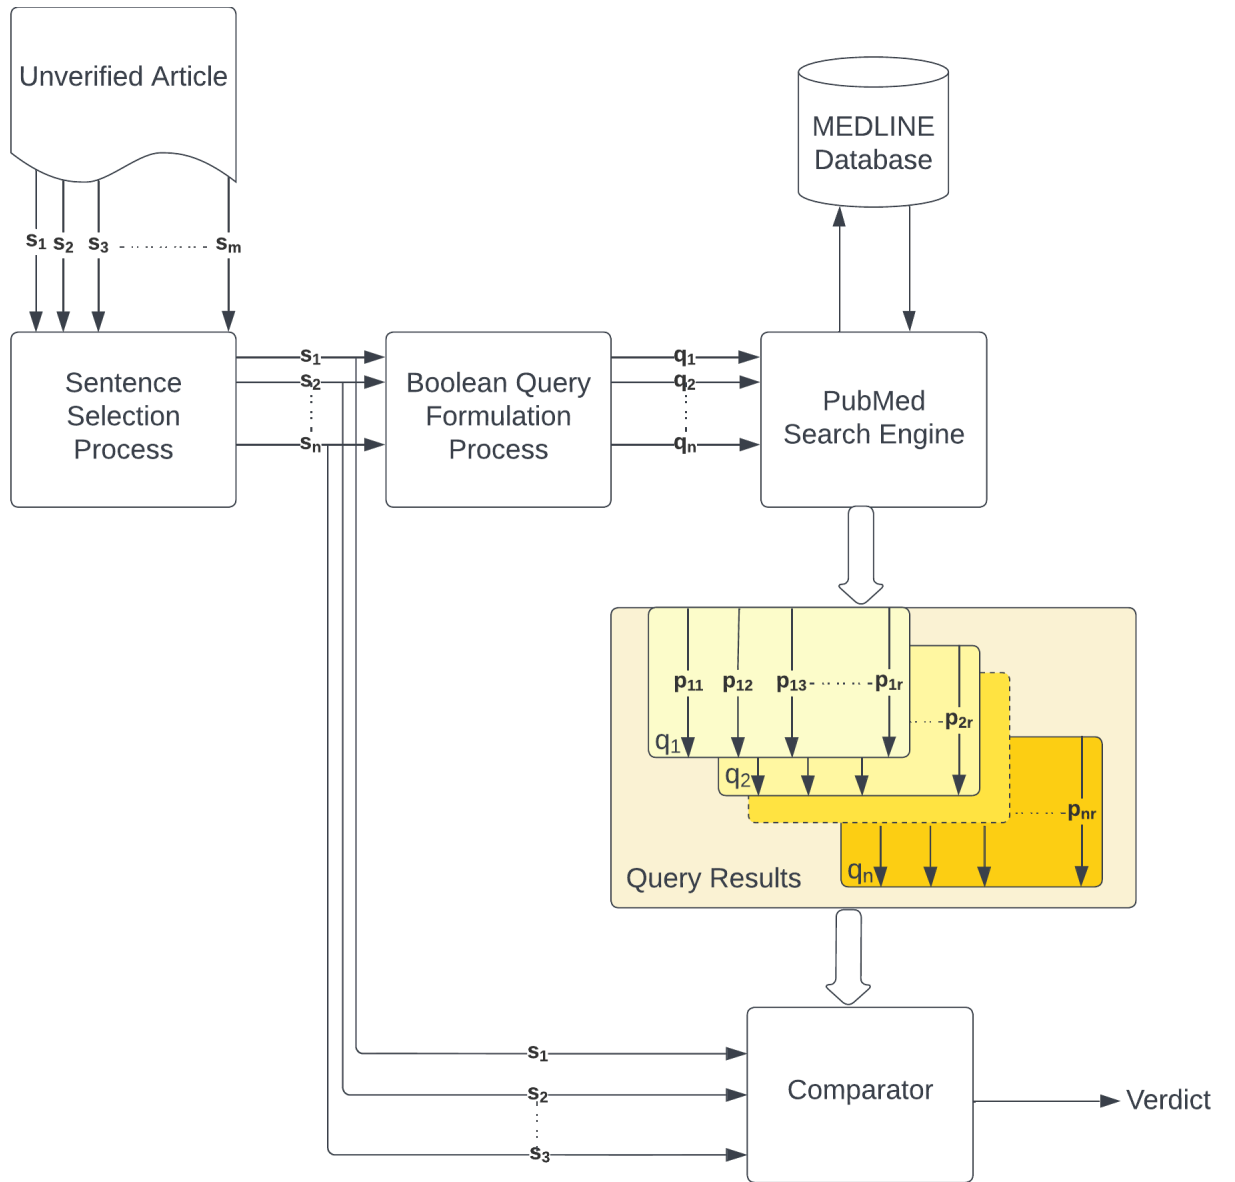 Unverified Article
MEDLINE
Database
s1 s2 s3 sm
Sentence
Selection
Process
s1
s2
sn
Boolean Query
Formulation
Process
q1
q2
qn
PubMed
Search Engine
p11 p12 p13 p1r
q1
p2r
q2
pnr
qn
Query Results
s1
s2
s3
Comparator
Verdict